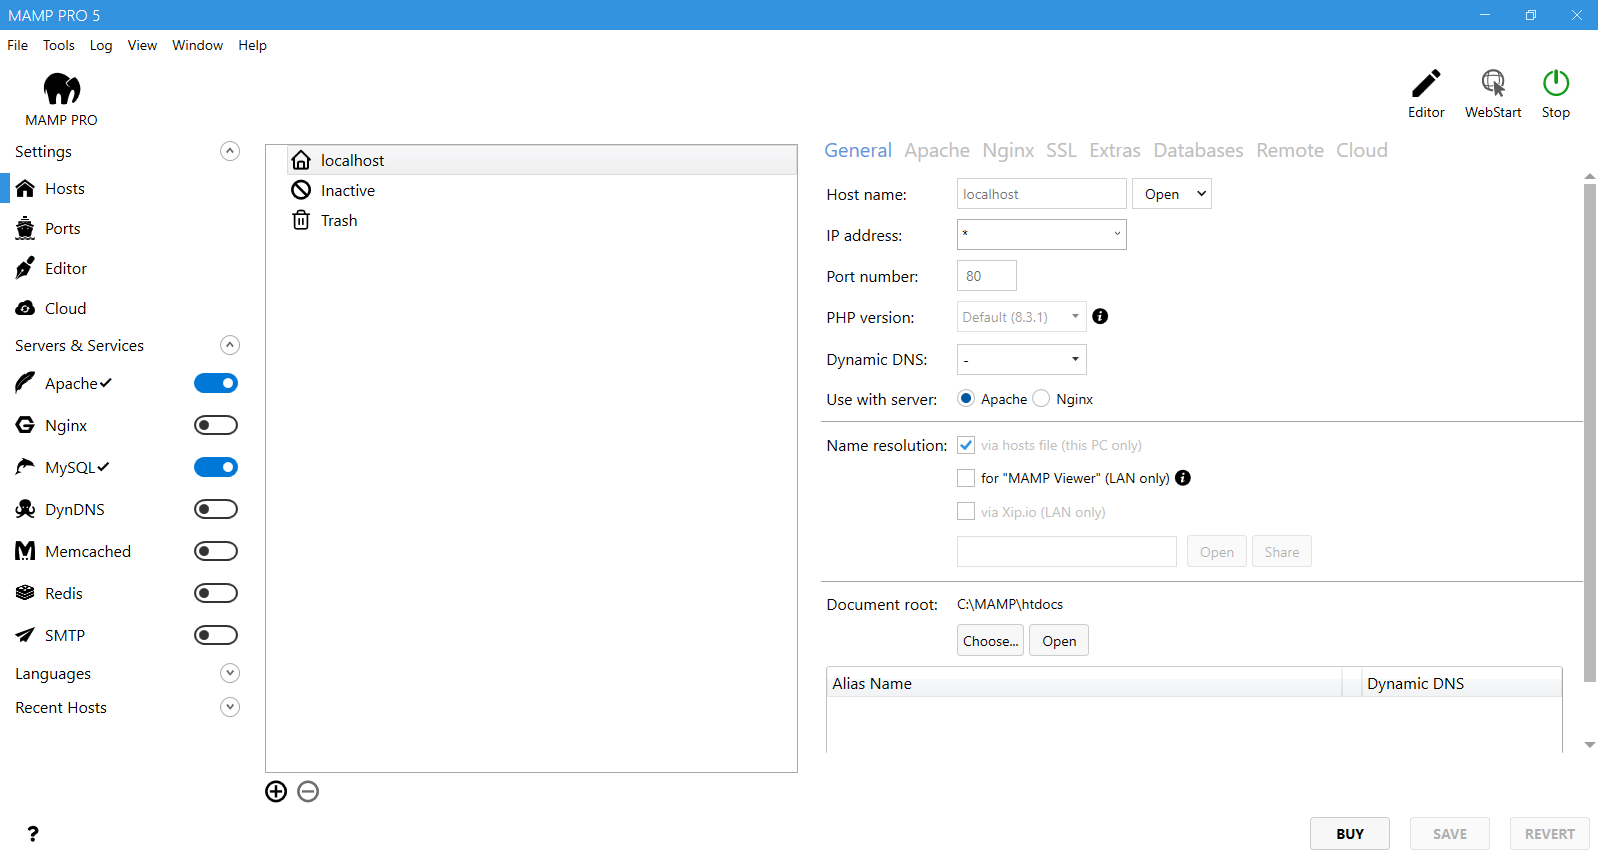 MAMP PRO 5
File Tools Log View Window Help
MAMP PRO
Editor WebStart Stop
Settings
Hosts
Ports
Editor
Cloud
Servers & Services
Apache
Nginx
MySQL
DynDNS
Memcached
Redis
SMTP
Languages
Recent Hosts
localhost
Inactive
Trash
General Apache Nginx SSL Extras Databases Remote Cloud
Host name: localhost Open
IP address: *
Port number: 80
PHP version: Default (8.3.1)
Dynamic DNS: -
Use with server: Apache Nginx
Name resolution: via hosts file (this PC only)
for "MAMP Viewer" (LAN only)
via Xip.io (LAN only)
Open Share
Document root: C:\MAMP\htdocs
Choose... Open
Alias Name Dynamic DNS
?
BUY SAVE REVERT